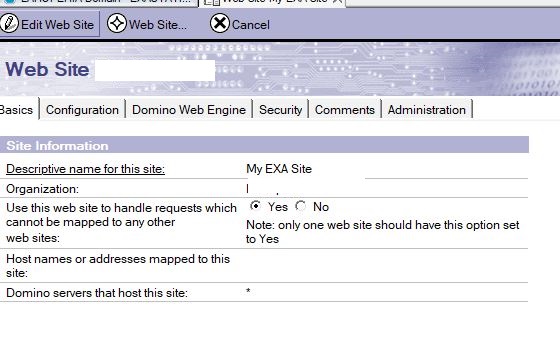 Web Site My EXA Site
Edit Web Site Web Site... Cancel
Web Site
Basics Configuration Domino Web Engine Security Comments Administration
Site Information
Descriptive name for this site: My EXA Site
Organization:
Use this web site to handle requests which Yes No
cannot be mapped to any other
web sites:
Note: only one web site should have this option set
to Yes
Host names or addresses mapped to this
site:
Domino servers that host this site: *